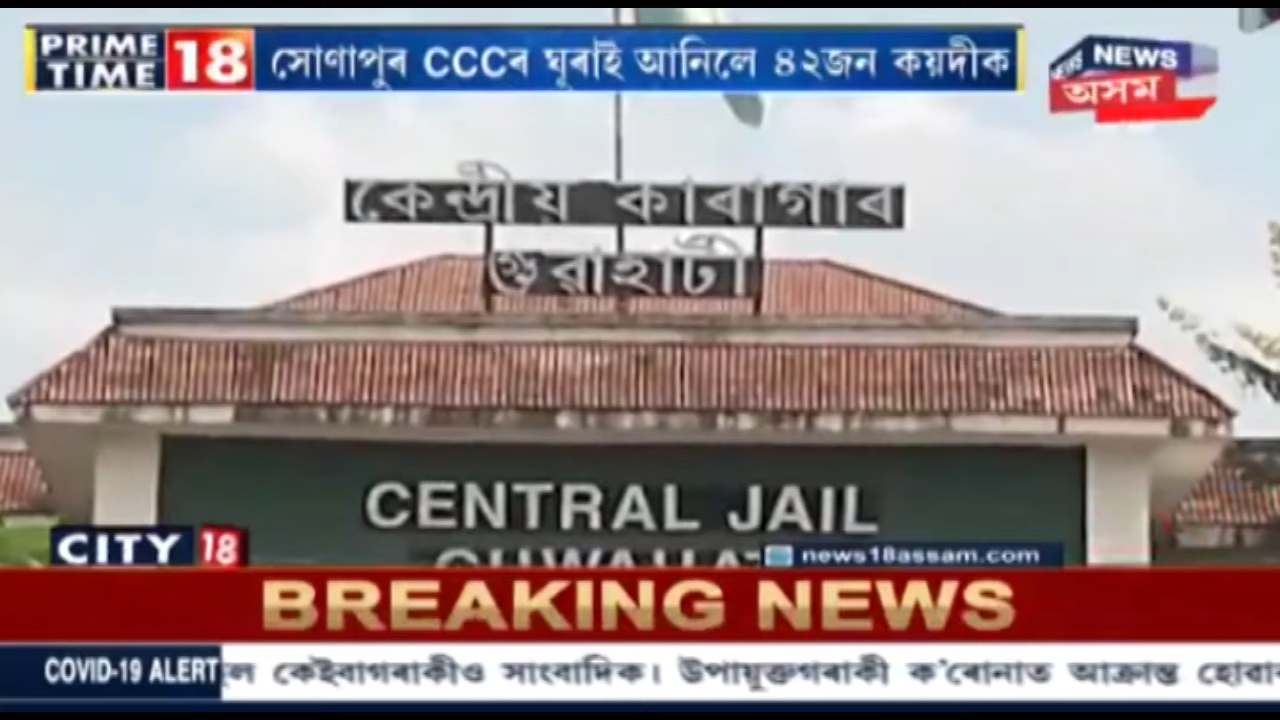 PRIME TIME 18
সোণাপুৰ CCCৰ ঘূৰাই আনিলে ৪২জন কয়দীক
NEWS
অসম
কেন্দ্ৰীয় কাৰাগাৰ
গুৱাহাটী
CENTRAL JAIL
CITY 18
news18assam.com
BREAKING NEWS
COVID-19 ALERT
কেইবাগৰাকীও সাংবাদিক। উপায়ুক্তগৰাকী ক'ৰোনাত আক্ৰান্ত